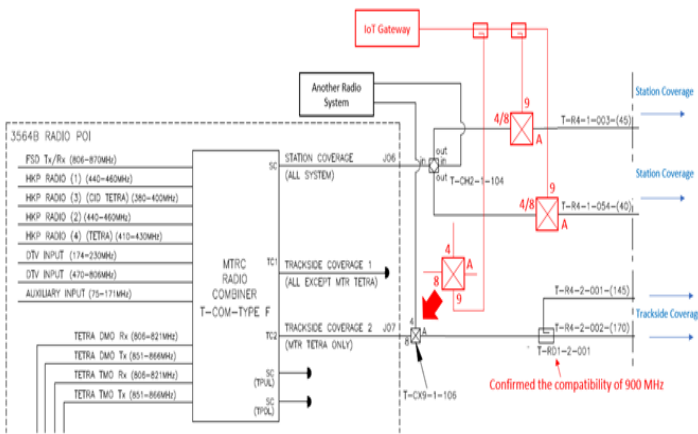 IoT Gateway
Another Radio
System
9
4/8
A
T-R4-1-003-(45)
Station Coverage
3564B RADIO POI
FSD Tx/Rx (806-870MHz)
HKP RADIO (1) (440-460MHz)
HKP RADIO (3) (CID TETRA) (380-400MHz)
HKP RADIO (2) (440-460MHz)
HKP RADIO (4) (TETRA) (410-430MHz)
DTV INPUT (174-230MHz)
DTV INPUT (470-806MHz)
AUXILIARY INPUT (75-171MHz)
MTRC
RADIO
COMBINER
T-COM-TYPE F
SC
STATION COVERAGE
J06
(ALL SYSTEM)
in
out
in
out
T-CH2-1-104
9
4/8
A
T-R4-1-054-(40)
Station Coverage
TC1
TRACKSIDE COVERAGE 1
(ALL EXCEPT MTR TETRA)
4
A
8
9
TC2
TRACKSIDE COVERAGE 2
J07
(MTR TETRA ONLY)
4
A
8
T-R4-2-001-(145)
T-R4-2-002-(170)
Trackside Coverage
T-RD1-2-001
Confirmed the compatibility of 900 MHz
T-CX9-1-106
TETRA DMO Rx (806-821MHz)
TETRA DMO Tx (851-866MHz)
TETRA TMO Rx (806-821MHz)
TETRA TMO Tx (851-866MHz)
SC
(TPUL)
SC
(TPDL)